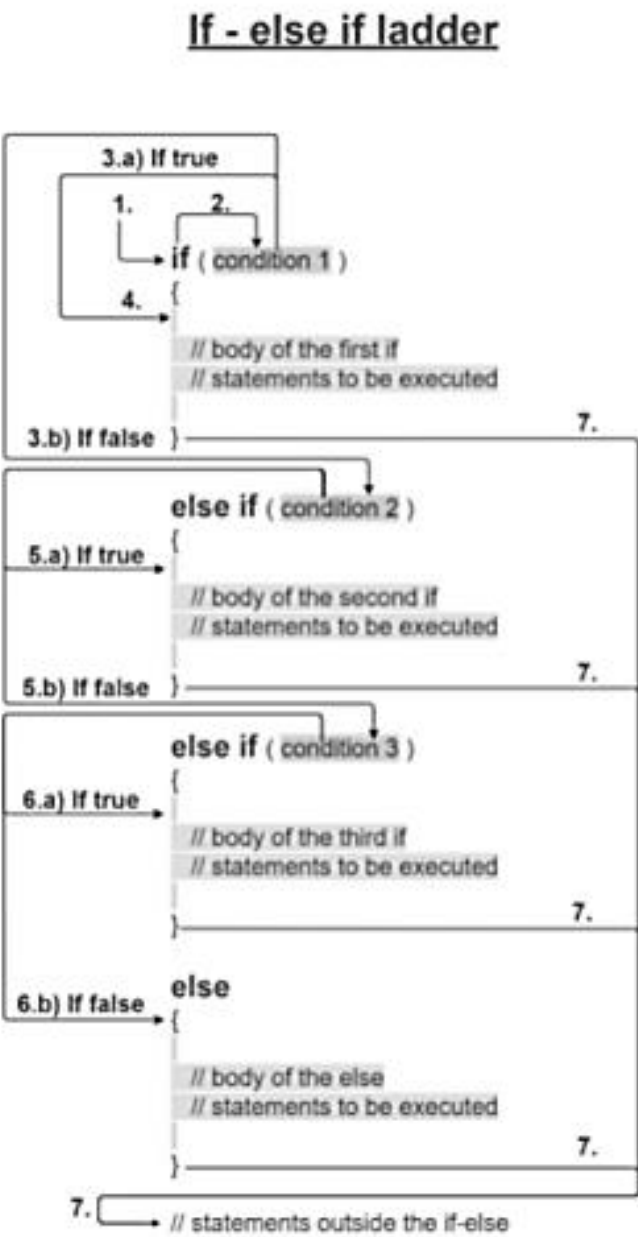 If - else if ladder
3.a) If true
1. 2.
if ( condition 1 )
4. {
// body of the first if
// statements to be executed
3.b) If false } 7.
else if ( condition 2 )
{
5.a) If true
// body of the second if
// statements to be executed
5.b) If false } 7.
else if ( condition 3 )
{
6.a) If true
// body of the third if
// statements to be executed
} 7.
else
6.b) If false {
// body of the else
// statements to be executed
} 7.
7. // statements outside the if-else